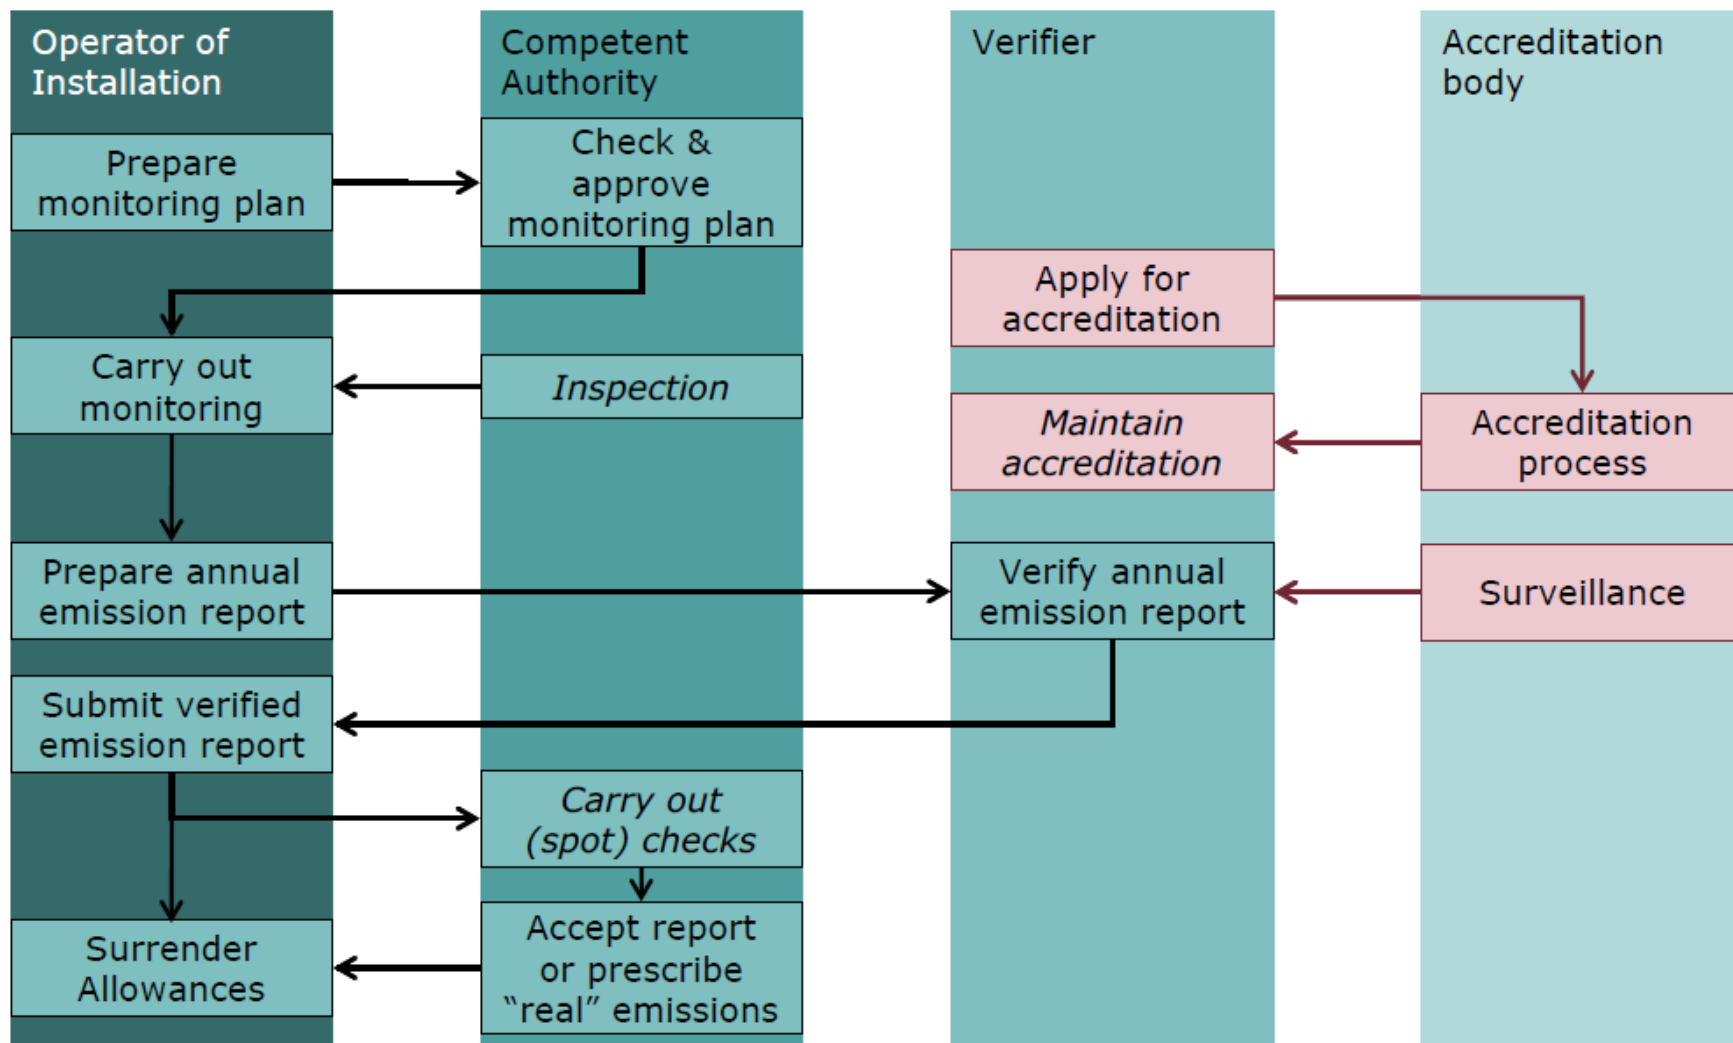 Operator of
Installation
Competent
Authority
Verifier
Accreditation
body
Prepare
monitoring plan
Check &
approve
monitoring plan
Apply for
accreditation
Carry out
monitoring
Inspection
Maintain
accreditation
Accreditation
process
Prepare annual
emission report
Verify annual
emission report
Surveillance
Submit verified
emission report
Carry out
(spot) checks
Surrender
Allowances
Accept report
or prescribe
“real” emissions